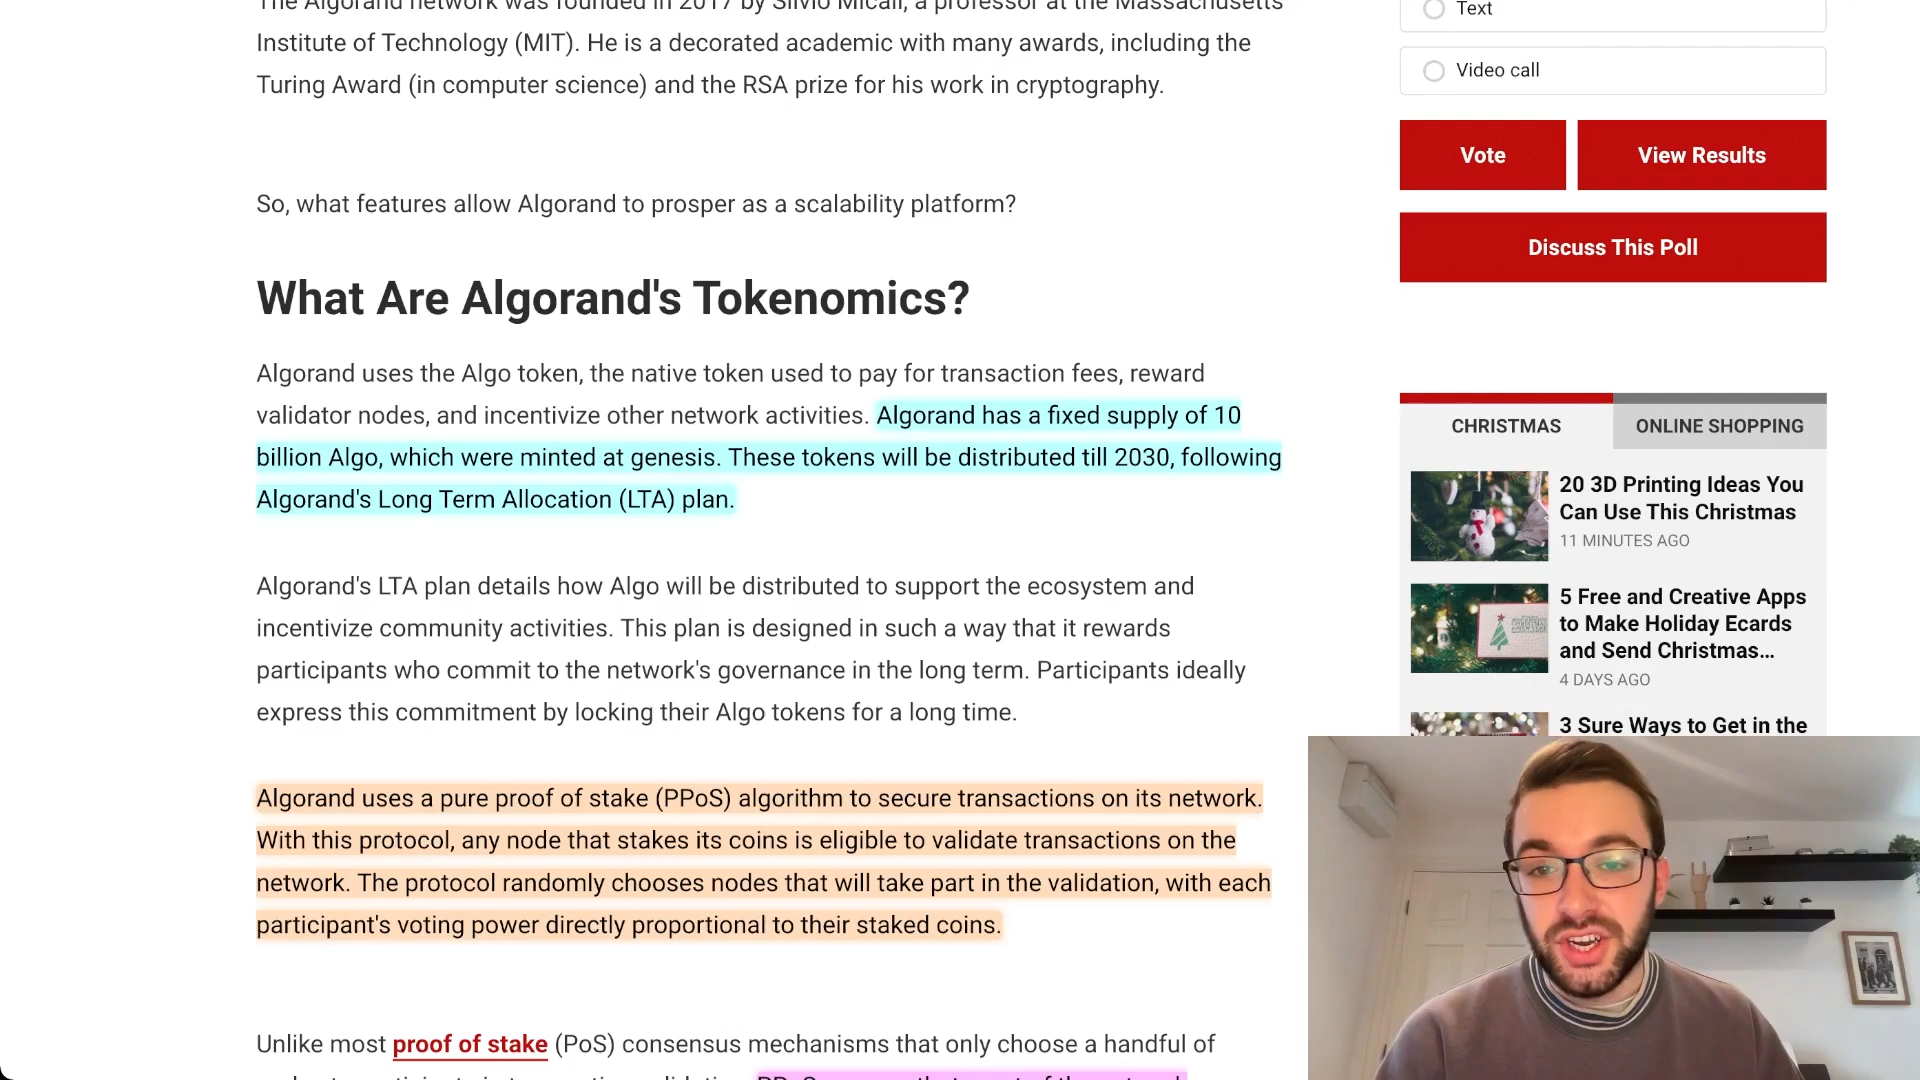 The Algorand network was founded in 2017 by Silvio Micali, a professor at the Massachusetts
Institute of Technology (MIT). He is a decorated academic with many awards, including the
Turing Award (in computer science) and the RSA prize for his work in cryptography.
So, what features allow Algorand to prosper as a scalability platform?
What Are Algorand's Tokenomics?
Algorand uses the Algo token, the native token used to pay for transaction fees, reward
validator nodes, and incentivize other network activities. Algorand has a fixed supply of 10
billion Algo, which were minted at genesis. These tokens will be distributed till 2030, following
Algorand's Long Term Allocation (LTA) plan.
Algorand's LTA plan details how Algo will be distributed to support the ecosystem and
incentivize community activities. This plan is designed in such a way that it rewards
participants who commit to the network's governance in the long term. Participants ideally
express this commitment by locking their Algo tokens for a long time.
Algorand uses a pure proof of stake (PPoS) algorithm to secure transactions on its network.
With this protocol, any node that stakes its coins is eligible to validate transactions on the
network. The protocol randomly chooses nodes that will take part in the validation, with each
participant's voting power directly proportional to their staked coins.
Unlike most proof of stake (PoS) consensus mechanisms that only choose a handful of
Text
Video call
Vote
View Results
Discuss This Poll
CHRISTMAS
ONLINE SHOPPING
20 3D Printing Ideas You
Can Use This Christmas
11 MINUTES AGO
5 Free and Creative Apps
to Make Holiday Ecards
and Send Christmas...
4 DAYS AGO
3 Sure Ways to Get in the